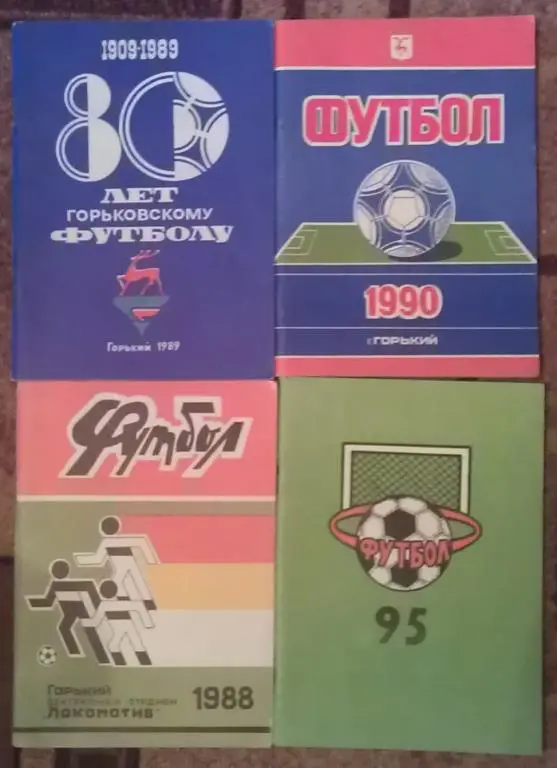 1909-1989
80
ЛЕТ
ГОРЬКОВСКОМУ
ФУТБОЛУ
Горький 1989
ФУТБОЛ
1990
г. ГОРЬКИЙ
Футбол
ГОРЬКИЙ
ЦЕНТРАЛЬНЫЙ СТАДИОН
"Локомотив"
1988
ФУТБОЛ
95